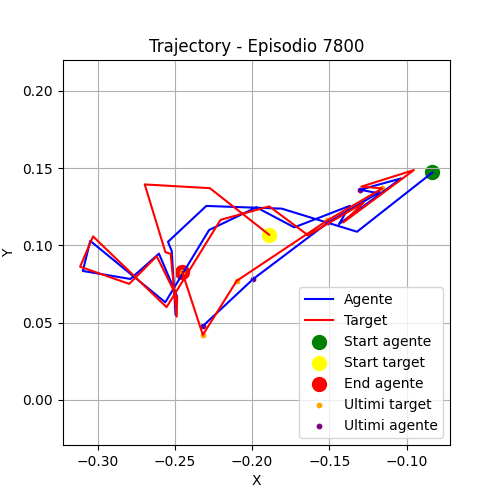 Trajectory - Episodio 7800
Y
0.20
0.15
0.10
0.05
0.00
Agente
Target
Start agente
Start target
End agente
Ultimi target
Ultimi agente
−0.30 −0.25 −0.20 −0.15 −0.10
X